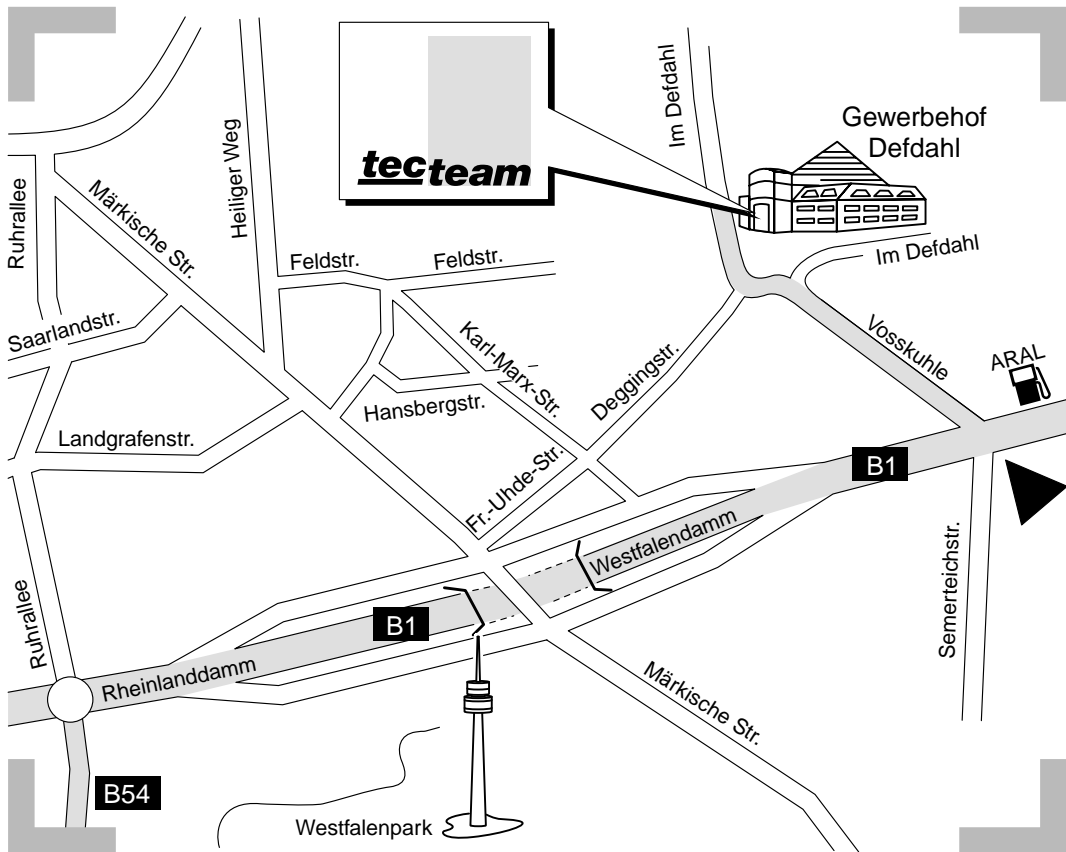 Im Defdahl
Gewerbehof
Defdahl
Heiliger Weg
tecteam
Ruhrallee
Märkische Str.
Im Defdahl
Feldstr.
Feldstr.
Saarlandstr.
Karl-Marx-Str.
Deggingstr.
Vosskuhle
ARAL
Hansbergstr.
Landgrafenstr.
Fr.-Uhde-Str.
B1
Westfalendamm
Semerteichstr.
Ruhrallee
B1
Rheinlanddamm
Märkische Str.
B54
Westfalenpark